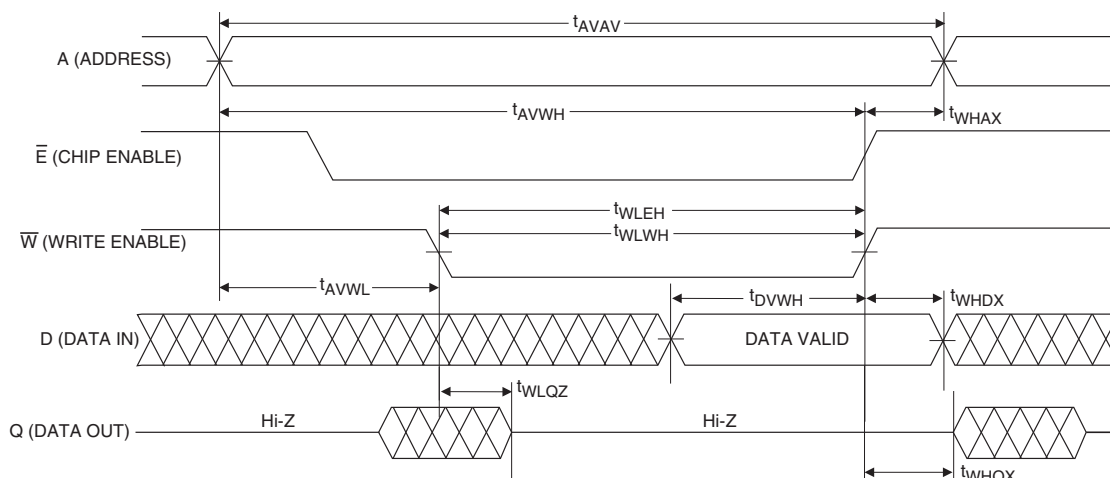 tAVAV
A (ADDRESS)
tAVWH
tWHAX
E̅ (CHIP ENABLE)
tWLEH
W̅ (WRITE ENABLE)
tWLWH
tAVWL
tDVWH
tWHDX
D (DATA IN)
DATA VALID
tWLQZ
Q (DATA OUT)
Hi-Z
Hi-Z
tWHQX